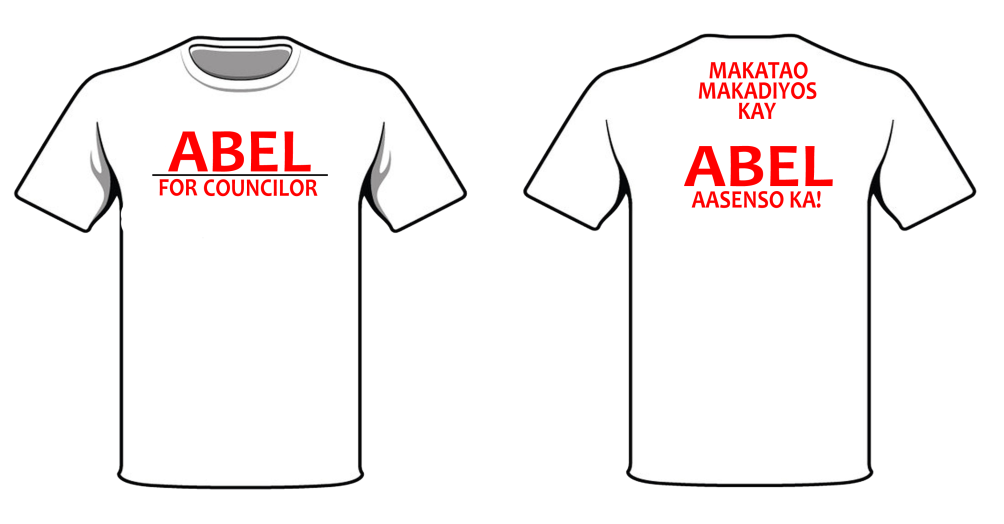 ABEL
FOR COUNCILOR
MAKATAO
MAKADIYOS
KAY
ABEL
AASENSO KA!